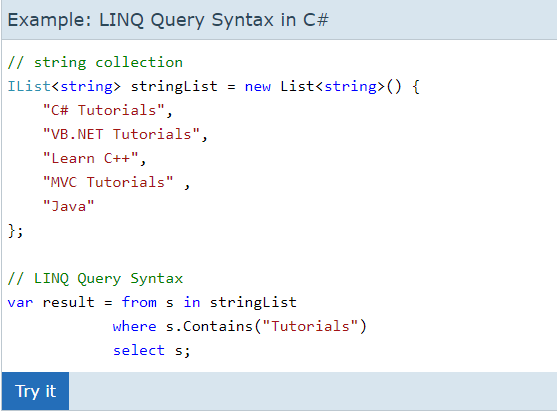 Example: LINQ Query Syntax in C#
// string collection
IList<string> stringList = new List<string>() {
    "C# Tutorials",
    "VB.NET Tutorials",
    "Learn C++",
    "MVC Tutorials" ,
    "Java"
};
// LINQ Query Syntax
var result = from s in stringList
            where s.Contains("Tutorials")
            select s;
Try it